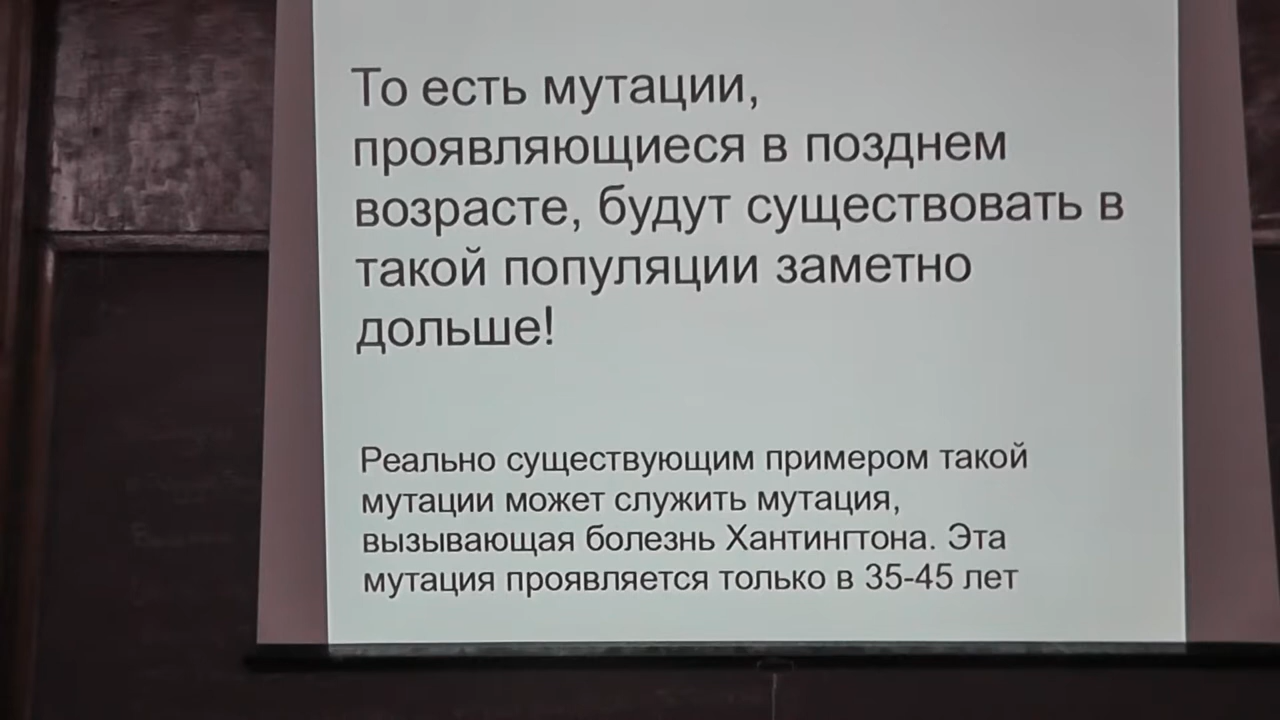 То есть мутации,
проявляющиеся в позднем
возрасте, будут существовать в
такой популяции заметно
дольше!
Реально существующим примером такой
мутации может служить мутация,
вызывающая болезнь Хантингтона. Эта
мутация проявляется только в 35-45 лет